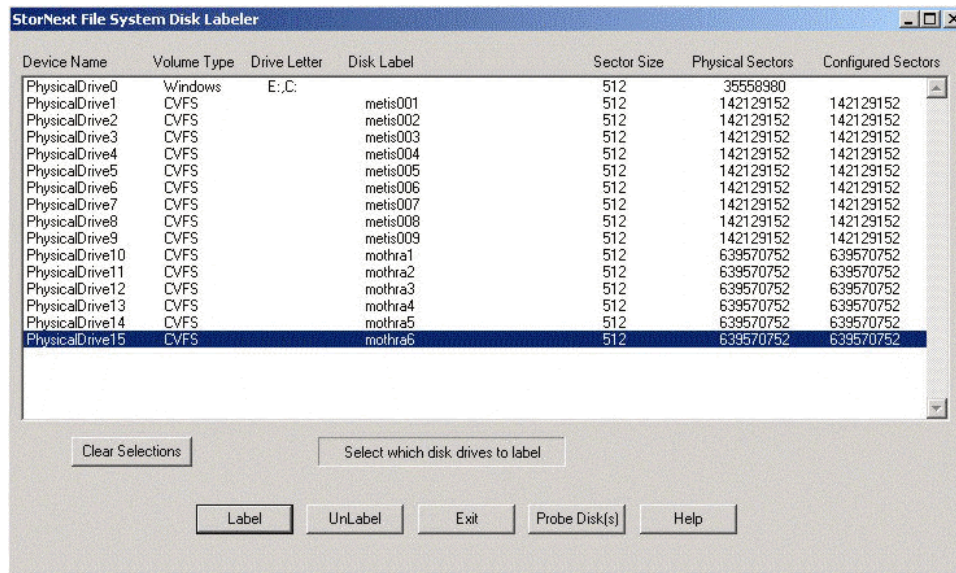 StorNext File System Disk Labeler
Device Name Volume Type Drive Letter Disk Label Sector Size Physical Sectors Configured Sectors
PhysicalDrive0 Windows E:,C: 512 35558980
PhysicalDrive1 CVFS metis001 512 142129152 142129152
PhysicalDrive2 CVFS metis002 512 142129152 142129152
PhysicalDrive3 CVFS metis003 512 142129152 142129152
PhysicalDrive4 CVFS metis004 512 142129152 142129152
PhysicalDrive5 CVFS metis005 512 142129152 142129152
PhysicalDrive6 CVFS metis006 512 142129152 142129152
PhysicalDrive7 CVFS metis007 512 142129152 142129152
PhysicalDrive8 CVFS metis008 512 142129152 142129152
PhysicalDrive9 CVFS metis009 512 142129152 142129152
PhysicalDrive10 CVFS mothra1 512 639570752 639570752
PhysicalDrive11 CVFS mothra2 512 639570752 639570752
PhysicalDrive12 CVFS mothra3 512 639570752 639570752
PhysicalDrive13 CVFS mothra4 512 639570752 639570752
PhysicalDrive14 CVFS mothra5 512 639570752 639570752
PhysicalDrive15 CVFS mothra6 512 639570752 639570752
Clear Selections Select which disk drives to label
Label UnLabel Exit Probe Disk(s) Help